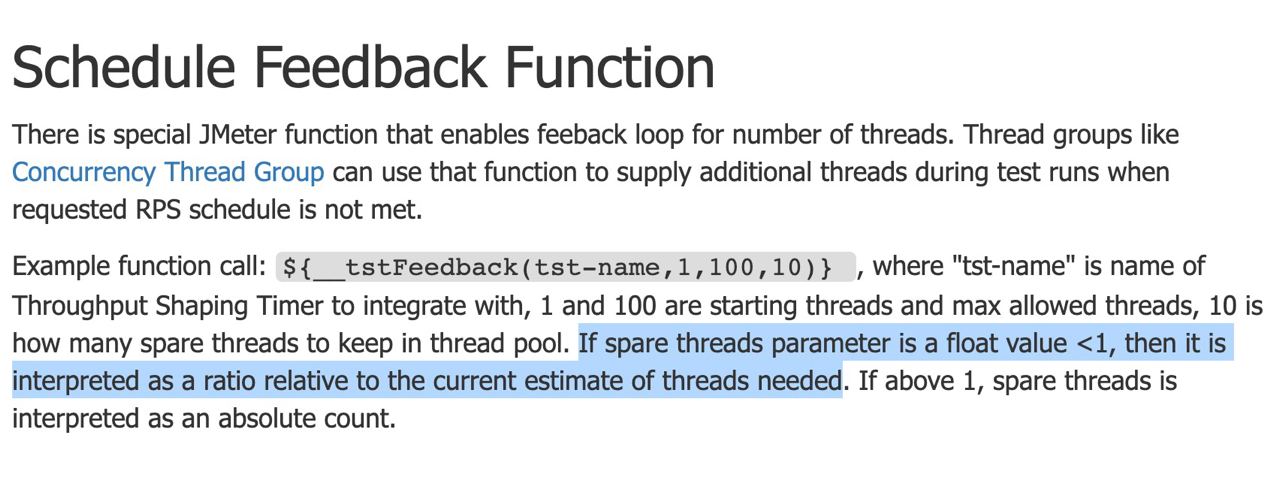 Schedule Feedback Function
There is special JMeter function that enables feeback loop for number of threads. Thread groups like
Concurrency Thread Group can use that function to supply additional threads during test runs when
requested RPS schedule is not met.
Example function call: ${__tstFeedback(tst-name,1,100,10)} , where "tst-name" is name of
Throughput Shaping Timer to integrate with, 1 and 100 are starting threads and max allowed threads, 10 is
how many spare threads to keep in thread pool. If spare threads parameter is a float value <1, then it is
interpreted as a ratio relative to the current estimate of threads needed. If above 1, spare threads is
interpreted as an absolute count.